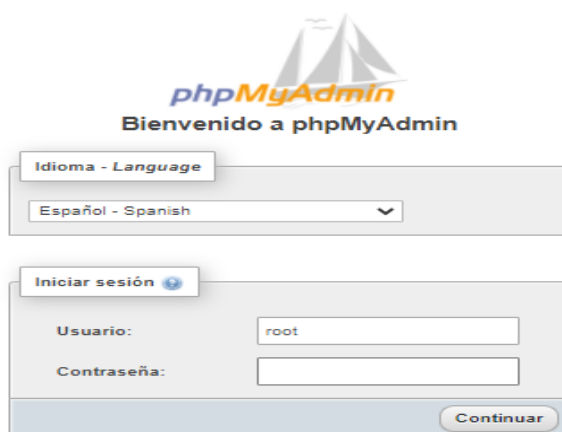 phpMyAdmin
Bienvenido a phpMyAdmin
Idioma - Language
Español - Spanish
Iniciar sesión
Usuario:
root
Contraseña:
Continuar